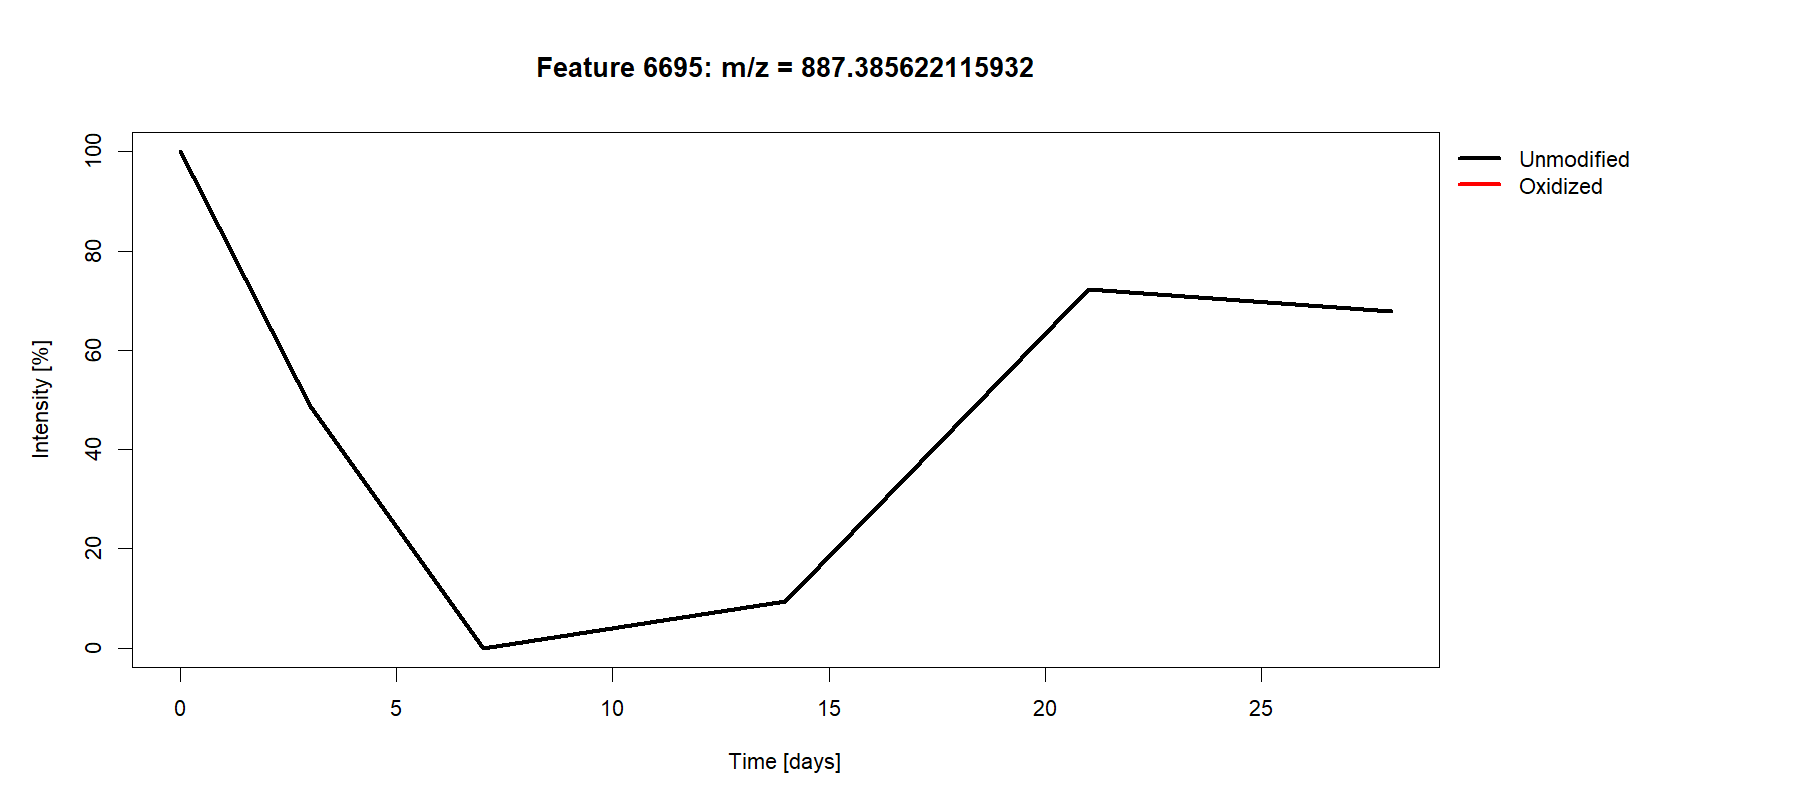 Feature 6695: m/z = 887.385622115932
Unmodified
Oxidized
Intensity [%]
100
80
60
40
20
0
0 5 10 15 20 25
Time [days]